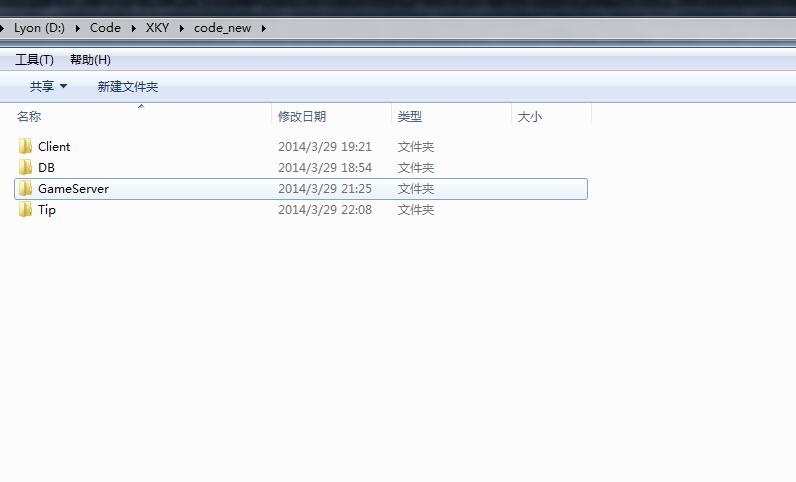 Lyon (D:) Code XKY code_new
工具(T) 帮助(H)
共享 新建文件夹
名称 修改日期 类型 大小
Client 2014/3/29 19:21 文件夹
DB 2014/3/29 18:54 文件夹
GameServer 2014/3/29 21:25 文件夹
Tip 2014/3/29 22:08 文件夹